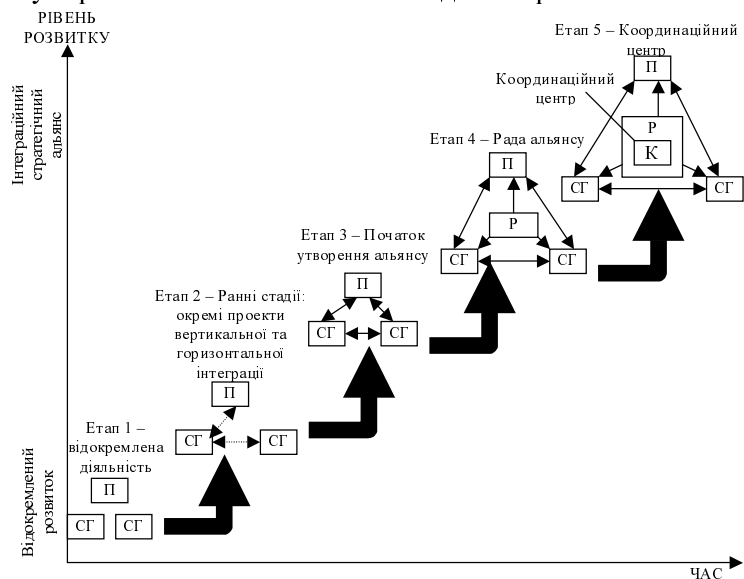 РІВЕНЬ
РОЗВИТКУ
Етап 5 – Координаційний
центр
П
Координаційний
центр
Р
К
СГ
СГ
Інтеграційний
стратегічний
альянс
Етап 4 – Рада альянсу
П
Р
СГ
СГ
Етап 3 – Початок
утворення альянсу
П
СГ
СГ
Етап 2 – Ранні стадії:
окремі проекти
вертикальної та
горизонтальної
інтеграції
П
СГ
СГ
Етап 1 –
відокремлена
діяльність
П
СГ
СГ
Відокремлений
розвиток
ЧАС